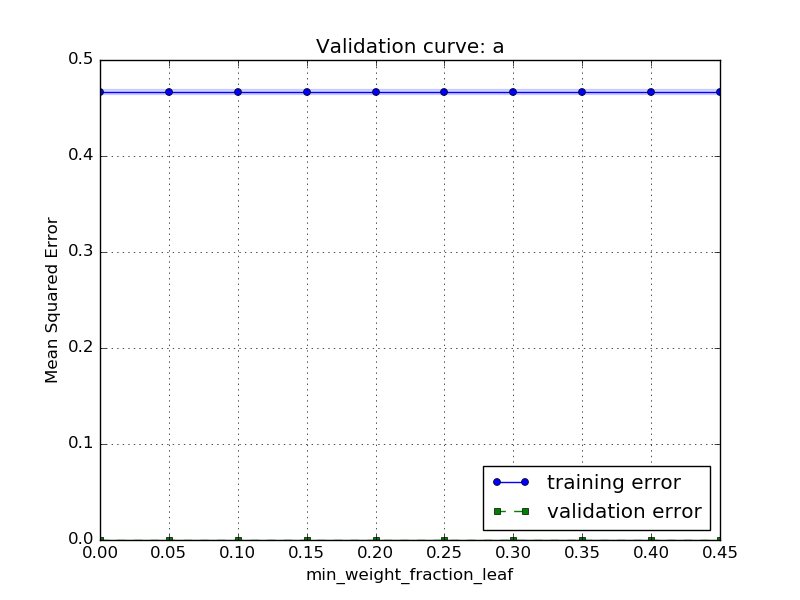 Validation curve: a
0.5
0.4
0.3
0.2
0.1
0.0
Mean Squared Error
training error
validation error
0.00 0.05 0.10 0.15 0.20 0.25 0.30 0.35 0.40 0.45
min_weight_fraction_leaf